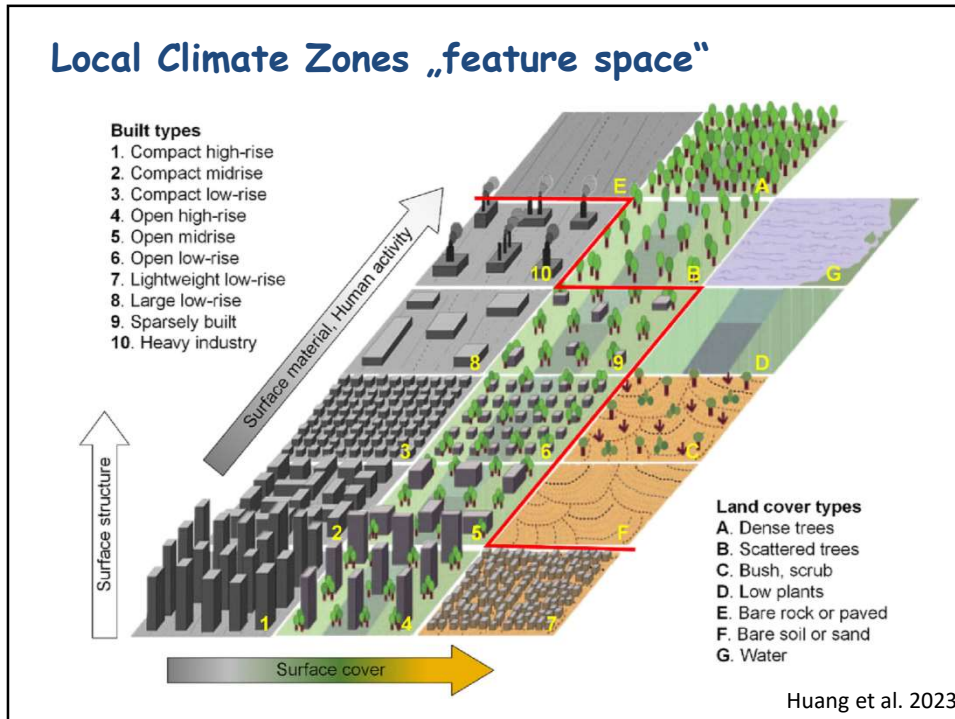 Local Climate Zones „feature space“
Built types
1. Compact high-rise
2. Compact midrise
3. Compact low-rise
4. Open high-rise
5. Open midrise
6. Open low-rise
7. Lightweight low-rise
8. Large low-rise
9. Sparsely built
10. Heavy industry
Surface material, Human activity
Surface structure
E
A
10
B
G
8
9
D
3
6
C
2
5
F
1
4
7
Surface cover
Land cover types
A. Dense trees
B. Scattered trees
C. Bush, scrub
D. Low plants
E. Bare rock or paved
F. Bare soil or sand
G. Water
Huang et al. 2023